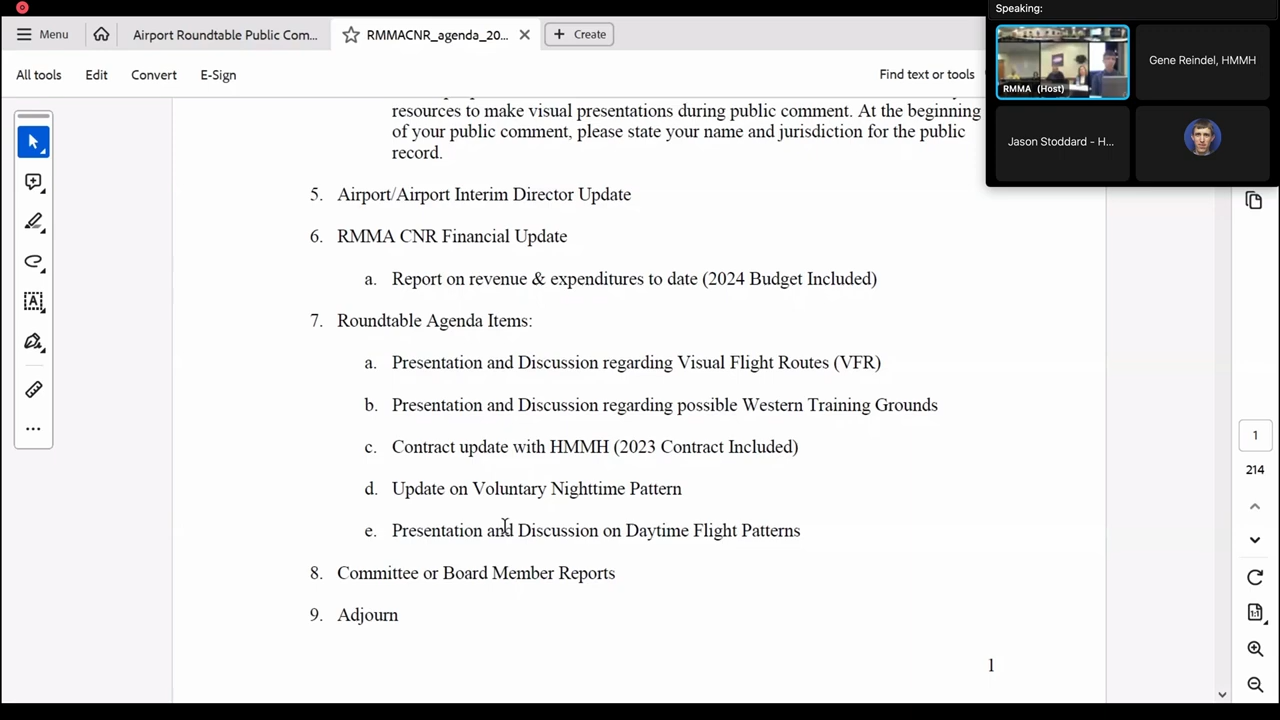 Speaking:
Menu
Airport Roundtable Public Com...
RMMACNR_agenda_20...
Create
All tools
Edit
Convert
E-Sign
Find text or tools
RMMA (Host)
Gene Reindel, HMMH
Jason Stoddard - H...
resources to make visual presentations during public comment. At the beginning
of your public comment, please state your name and jurisdiction for the public
record.
5. Airport/Airport Interim Director Update
6. RMMA CNR Financial Update
a. Report on revenue & expenditures to date (2024 Budget Included)
7. Roundtable Agenda Items:
a. Presentation and Discussion regarding Visual Flight Routes (VFR)
b. Presentation and Discussion regarding possible Western Training Grounds
c. Contract update with HMMH (2023 Contract Included)
d. Update on Voluntary Nighttime Pattern
e. Presentation and Discussion on Daytime Flight Patterns
8. Committee or Board Member Reports
9. Adjourn
1
1
214